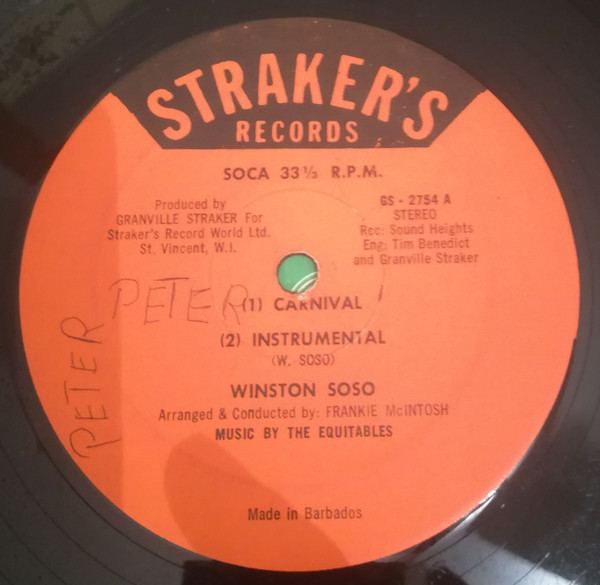 STRAKER'S
RECORDS
SOCA 33⅓ R.P.M.
Produced by
GRANVILLE STRAKER For
Straker's Record World Ltd.
St. Vincent, W.I.
GS - 2754 A
STEREO
Rec: Sound Heights
Eng: Tim Benedict
and Granville Straker
PETER
PETER
(1) CARNIVAL
(2) INSTRUMENTAL
(W. SOSO)
WINSTON SOSO
Arranged & Conducted by: FRANKIE McINTOSH
MUSIC BY THE EQUITABLES
Made in Barbados